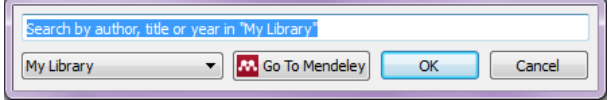 Search by author, title or year in "My Library"
My Library Go To Mendeley OK Cancel